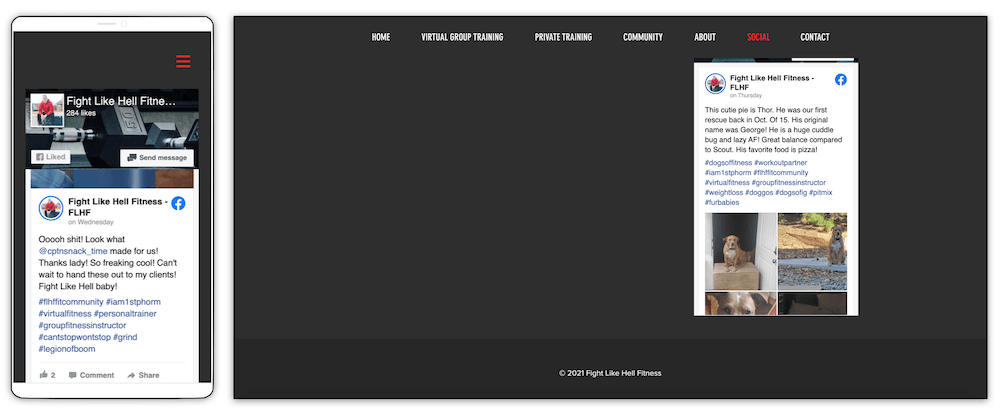 Fight Like Hell Fitne…
284 likes
Liked
Send message
Fight Like Hell Fitness -
FLHF
on Wednesday
Ooooh shit! Look what
@cptnsnack_time made for us!
Thanks lady! So freaking cool! Can't
wait to hand these out to my clients!
Fight Like Hell baby!
#flhffitcommunity #iam1stphorm
#virtualfitness #personaltrainer
#groupfitnessinstructor
#cantstopwontstop #grind
#legionofboom
2 Comment Share
HOME VIRTUAL GROUP TRAINING PRIVATE TRAINING COMMUNITY ABOUT SOCIAL CONTACT
Fight Like Hell Fitness -
FLHF
on Thursday
This cutie pie is Thor. He was our first
rescue back in Oct. Of 15. His original
name was George! He is a huge cuddle
bug and lazy AF! Great balance compared
to Scout. His favorite food is pizza!
#dogsoffitness #workoutpartner
#iam1stphorm #flhffitcommunity
#virtualfitness #groupfitnessinstructor
#weightloss #doggos #dogsofig #pitmix
#furbabies
© 2021 Fight Like Hell Fitness